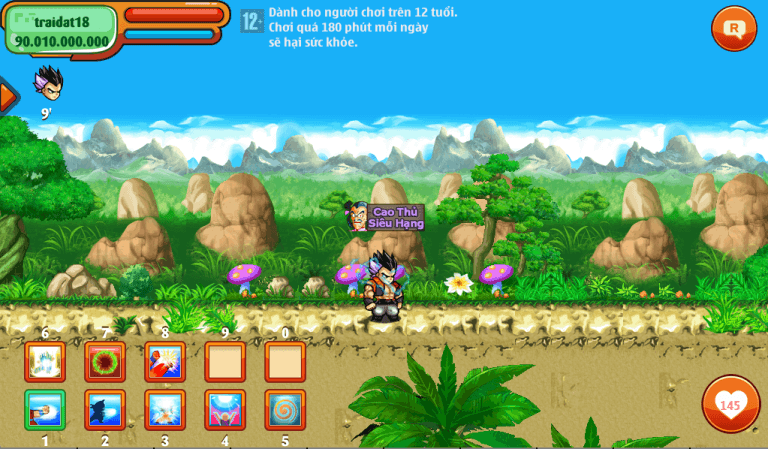 traidat18
90.010.000.000
12+
Dành cho người chơi trên 12 tuổi.
Chơi quá 180 phút mỗi ngày
sẽ hại sức khỏe.
R
9'
Cao Thủ
Siêu Hạng
6 7 8 9 0
1 2 3 4 5
145